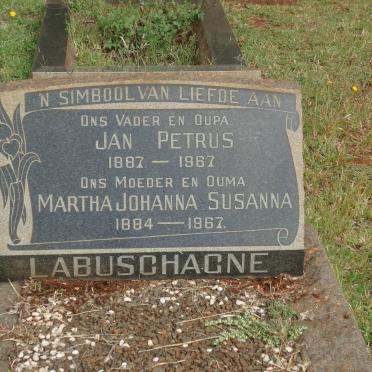 'N SIMBOOL VAN LIEFDE AAN
ONS VADER EN OUPA
JAN PETRUS
1887 — 1967
ONS MOEDER EN OUMA
MARTHA JOHANNA SUSANNA
1884 — 1967.
LABUSCHAGNE